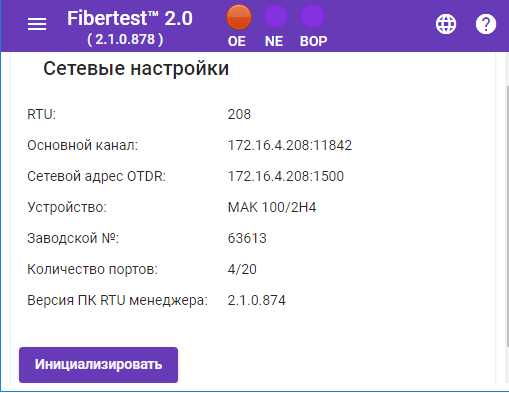 Fibertest™ 2.0
( 2.1.0.878 )
OE NE BOP
?
Сетевые настройки
RTU: 208
Основной канал: 172.16.4.208:11842
Сетевой адрес OTDR: 172.16.4.208:1500
Устройство: MAK 100/2H4
Заводской №: 63613
Количество портов: 4/20
Версия ПК RTU менеджера: 2.1.0.874
Инициализировать